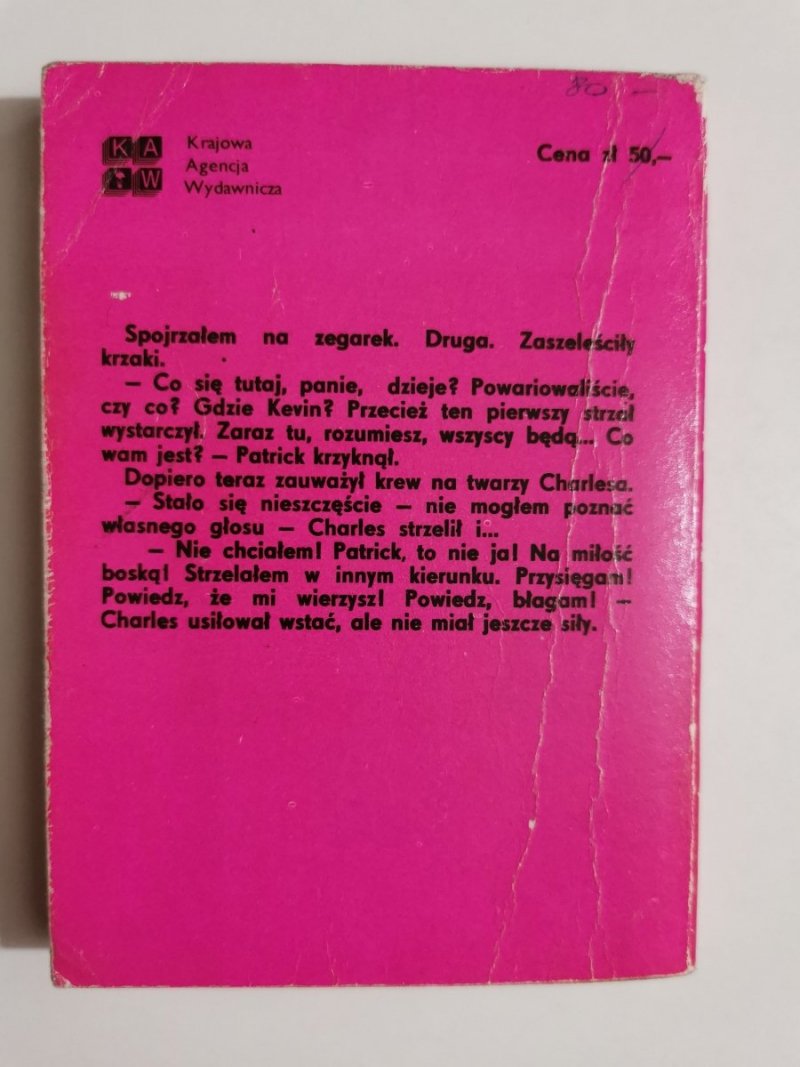 80 —
K A
W
Krajowa
Agencja
Wydawnicza
Cena zł 50,—
Spojrzałem na zegarek. Druga. Zaszeleściły
krzaki.
— Co się tutaj, panie, dzieje? Powariowaliście,
czy co? Gdzie Kevin? Przecież ten pierwszy strzał
wystarczył. Zaraz tu, rozumiesz, wszyscy będą... Co
wam jest? — Patrick krzyknął.
Dopiero teraz zauważył krew na twarzy Charlesa.
— Stało się nieszczęście — nie mogłem poznać
własnego głosu — Charles strzelił i...
— Nie chciałem! Patrick, to nie ja! Na miłość
boską! Strzelałem w innym kierunku. Przysięgam!
Powiedz, że mi wierzysz! Powiedz, błagam! —
Charles usiłował wstać, ale nie miał jeszcze siły.